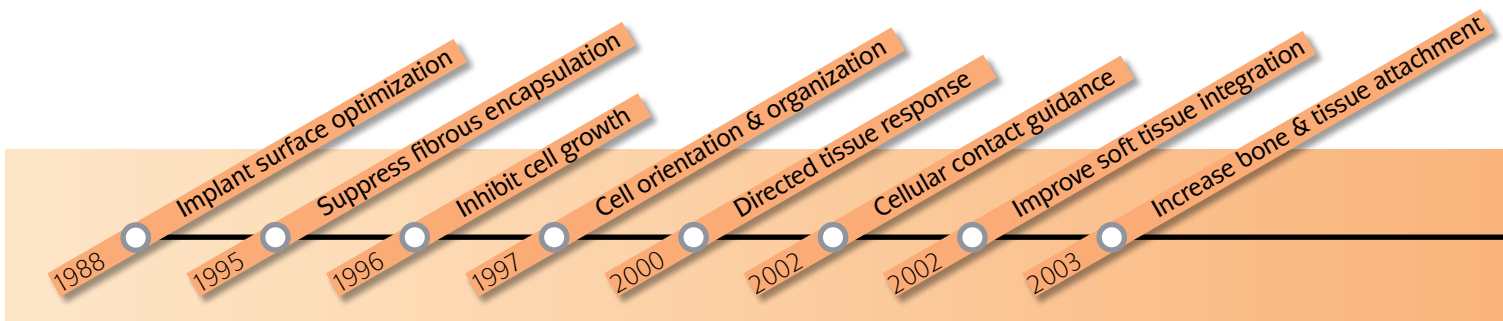 1988 Implant surface optimization
1995 Suppress fibrous encapsulation
1996 Inhibit cell growth
1997 Cell orientation & organization
2000 Directed tissue response
2002 Cellular contact guidance
2002 Improve soft tissue integration
2003 Increase bone & tissue attachment